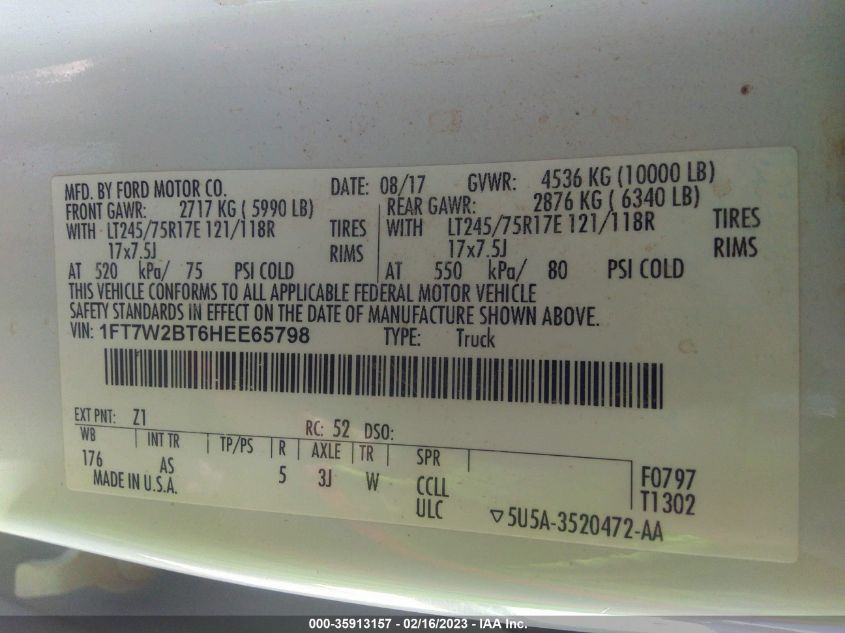 MFD. BY FORD MOTOR CO. DATE: 08/17 GVWR: 4536 KG (10000 LB)
FRONT GAWR: 2717 KG ( 5990 LB) REAR GAWR: 2876 KG ( 6340 LB)
WITH LT245/75R17E 121/118R TIRES WITH LT245/75R17E 121/118R TIRES
17x7.5J RIMS 17x7.5J RIMS
AT 520 kPa/ 75 PSI COLD AT 550 kPa/ 80 PSI COLD
THIS VEHICLE CONFORMS TO ALL APPLICABLE FEDERAL MOTOR VEHICLE
SAFETY STANDARDS IN EFFECT ON THE DATE OF MANUFACTURE SHOWN ABOVE.
VIN: 1FT7W2BT6HEE65798 TYPE: Truck
EXT PNT: Z1 RC: 52 DSO:
WB INT TR TP/PS R AXLE TR SPR
176 AS 5 3J W CCLL F0797
MADE IN U.S.A. ULC T1302
▽5U5A-3520472-AA
000-35913157 - 02/16/2023 - IAA Inc.